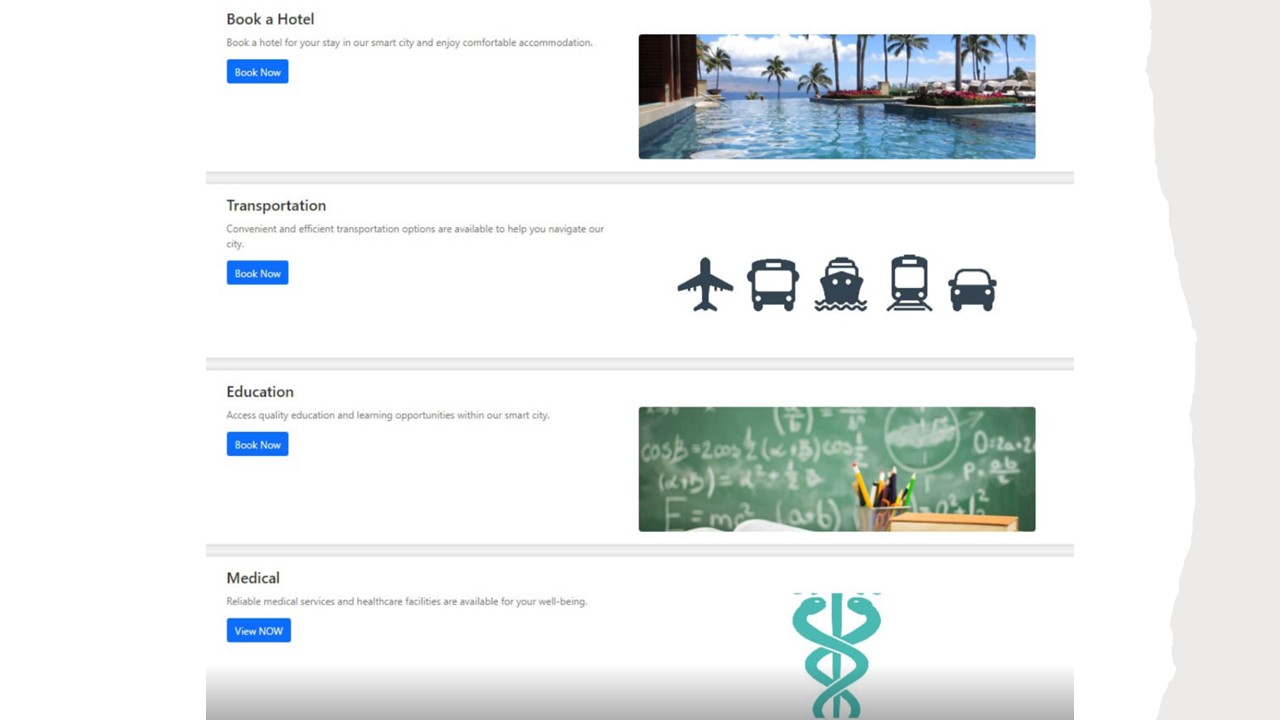 Book a Hotel
Book a hotel for your stay in our smart city and enjoy comfortable accommodation.
Book Now
Transportation
Convenient and efficient transportation options are available to help you navigate our
city.
Book Now
Education
Access quality education and learning opportunities within our smart city.
Book Now
Medical
Reliable medical services and healthcare facilities are available for your well-being.
View NOW